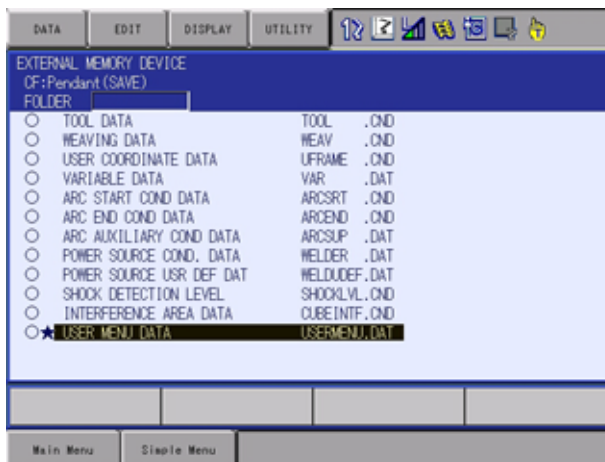 DATA EDIT DISPLAY UTILITY
EXTERNAL MEMORY DEVICE
CF:Pendant(SAVE)
FOLDER
TOOL DATA TOOL .CND
WEAVING DATA WEAV .CND
USER COORDINATE DATA UFRAME .CND
VARIABLE DATA VAR .DAT
ARC START COND DATA ARCSRT .CND
ARC END COND DATA ARCEND .CND
ARC AUXILIARY COND DATA ARCSUP .DAT
POWER SOURCE COND. DATA WELDER .DAT
POWER SOURCE USR DEF DAT WELDUDEF.DAT
SHOCK DETECTION LEVEL SHOCKLVL.CND
INTERFERENCE AREA DATA CUBEINTF.CND
★ USER MENU DATA USERMENU.DAT
Main Menu Simple Menu